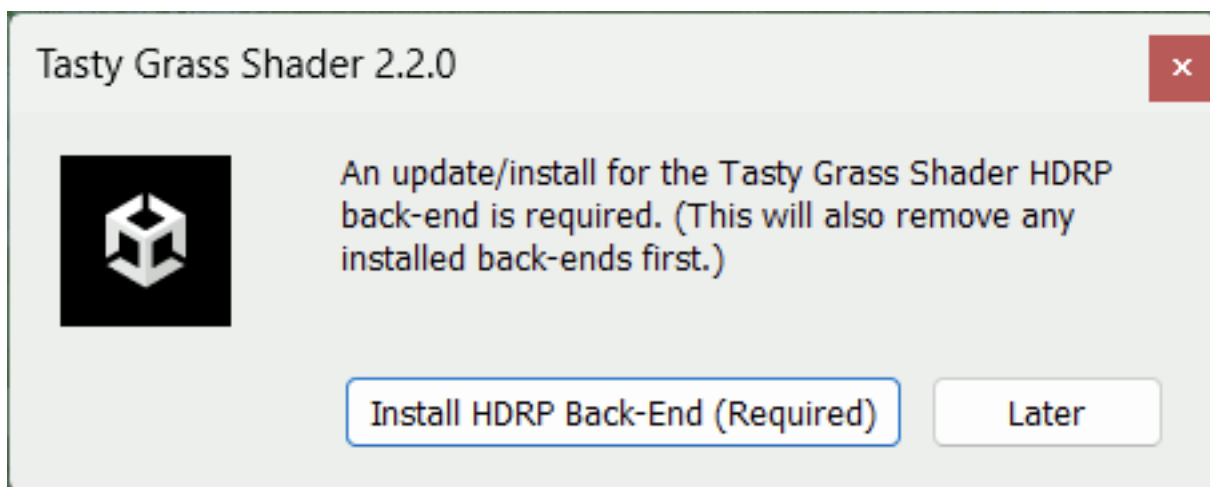 Tasty Grass Shader 2.2.0
An update/install for the Tasty Grass Shader HDRP
back-end is required. (This will also remove any
installed back-ends first.)
Install HDRP Back-End (Required)
Later